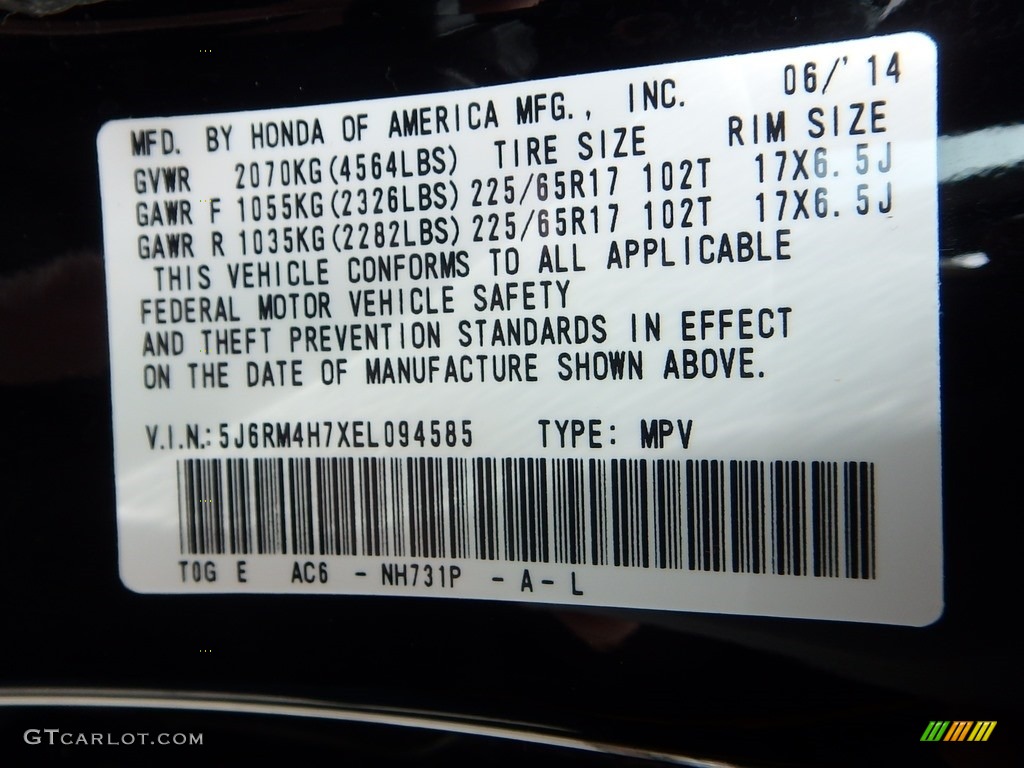 06/'14
MFD. BY HONDA OF AMERICA MFG., INC.
GVWR 2070KG(4564LBS) TIRE SIZE RIM SIZE
GAWR F 1055KG(2326LBS) 225/65R17 102T 17X6.5J
GAWR R 1035KG(2282LBS) 225/65R17 102T 17X6.5J
THIS VEHICLE CONFORMS TO ALL APPLICABLE
FEDERAL MOTOR VEHICLE SAFETY
AND THEFT PREVENTION STANDARDS IN EFFECT
ON THE DATE OF MANUFACTURE SHOWN ABOVE.
V.I.N.: 5J6RM4H7XEL094585 TYPE: MPV
TOG E AC6 - NH731P - A - L
GTCARLOT.COM